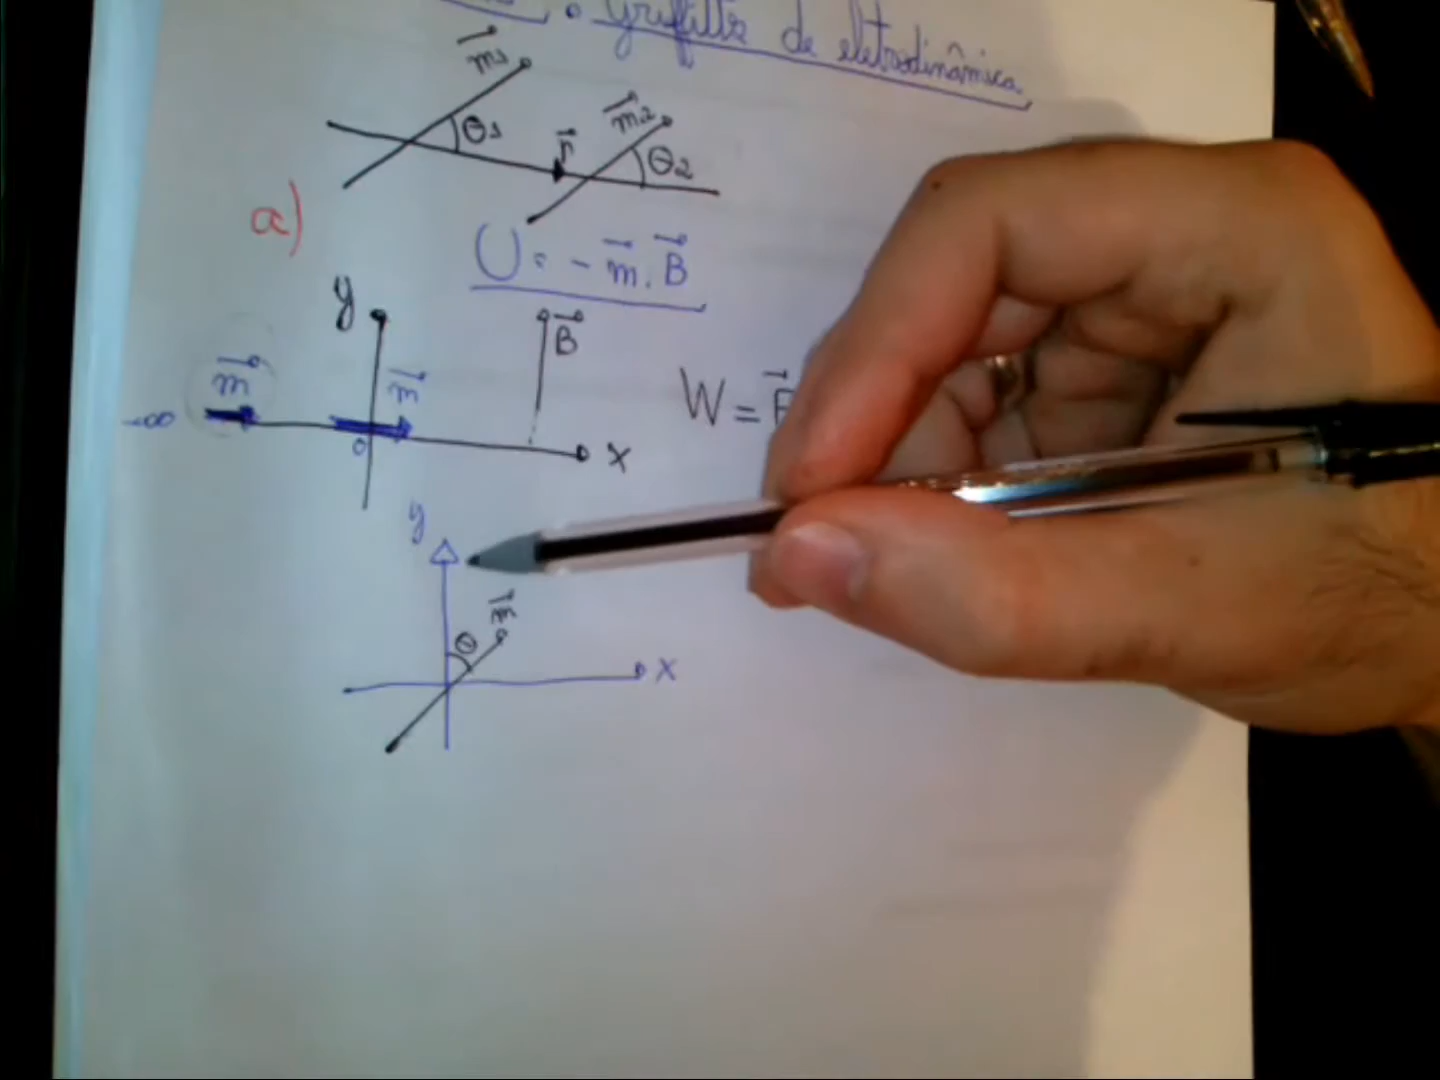 Griffiths de eletrodinâmica
m1
m2
θ1
r
θ2
a)
U = - m . B
y
B
m
m
W = F
-∞
0
x
y
m
θ
x